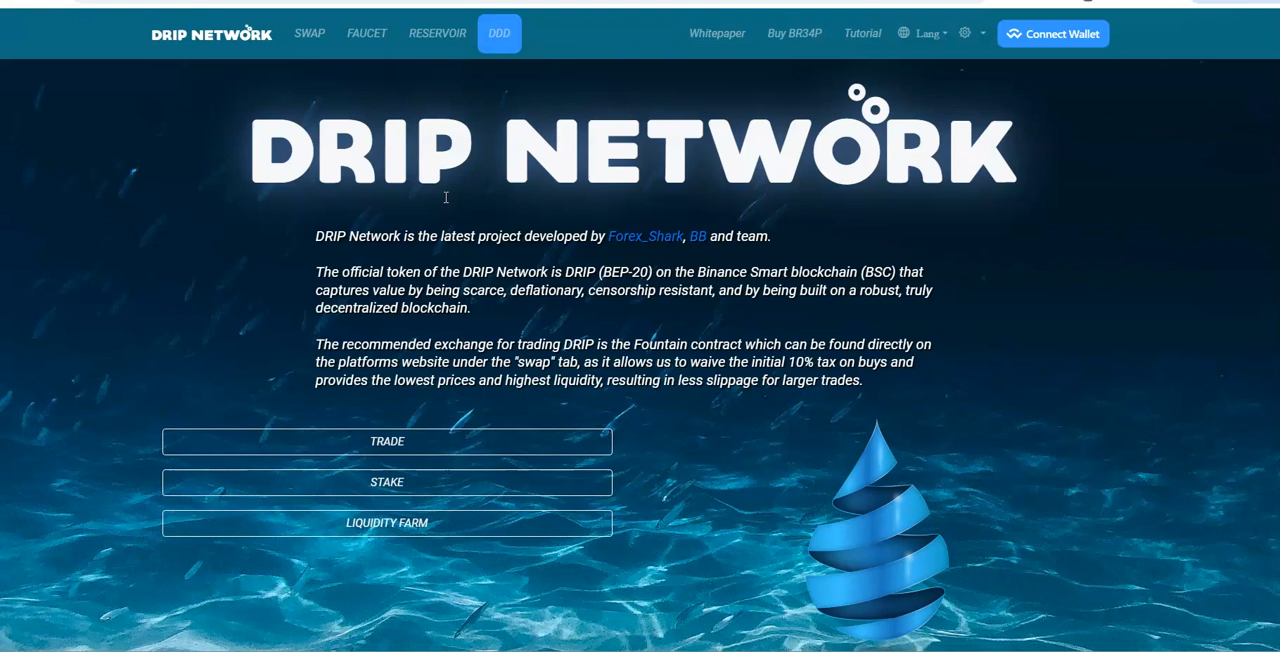 DRIP NETWORK SWAP FAUCET RESERVOIR DDD Whitepaper Buy BR34P Tutorial Lang Connect Wallet
DRIP NETWORK
DRIP Network is the latest project developed by Forex_Shark, BB and team.
The official token of the DRIP Network is DRIP (BEP-20) on the Binance Smart blockchain (BSC) that
captures value by being scarce, deflationary, censorship resistant, and by being built on a robust, truly
decentralized blockchain.
The recommended exchange for trading DRIP is the Fountain contract which can be found directly on
the platforms website under the "swap" tab, as it allows us to waive the initial 10% tax on buys and
provides the lowest prices and highest liquidity, resulting in less slippage for larger trades.
TRADE
STAKE
LIQUIDITY FARM